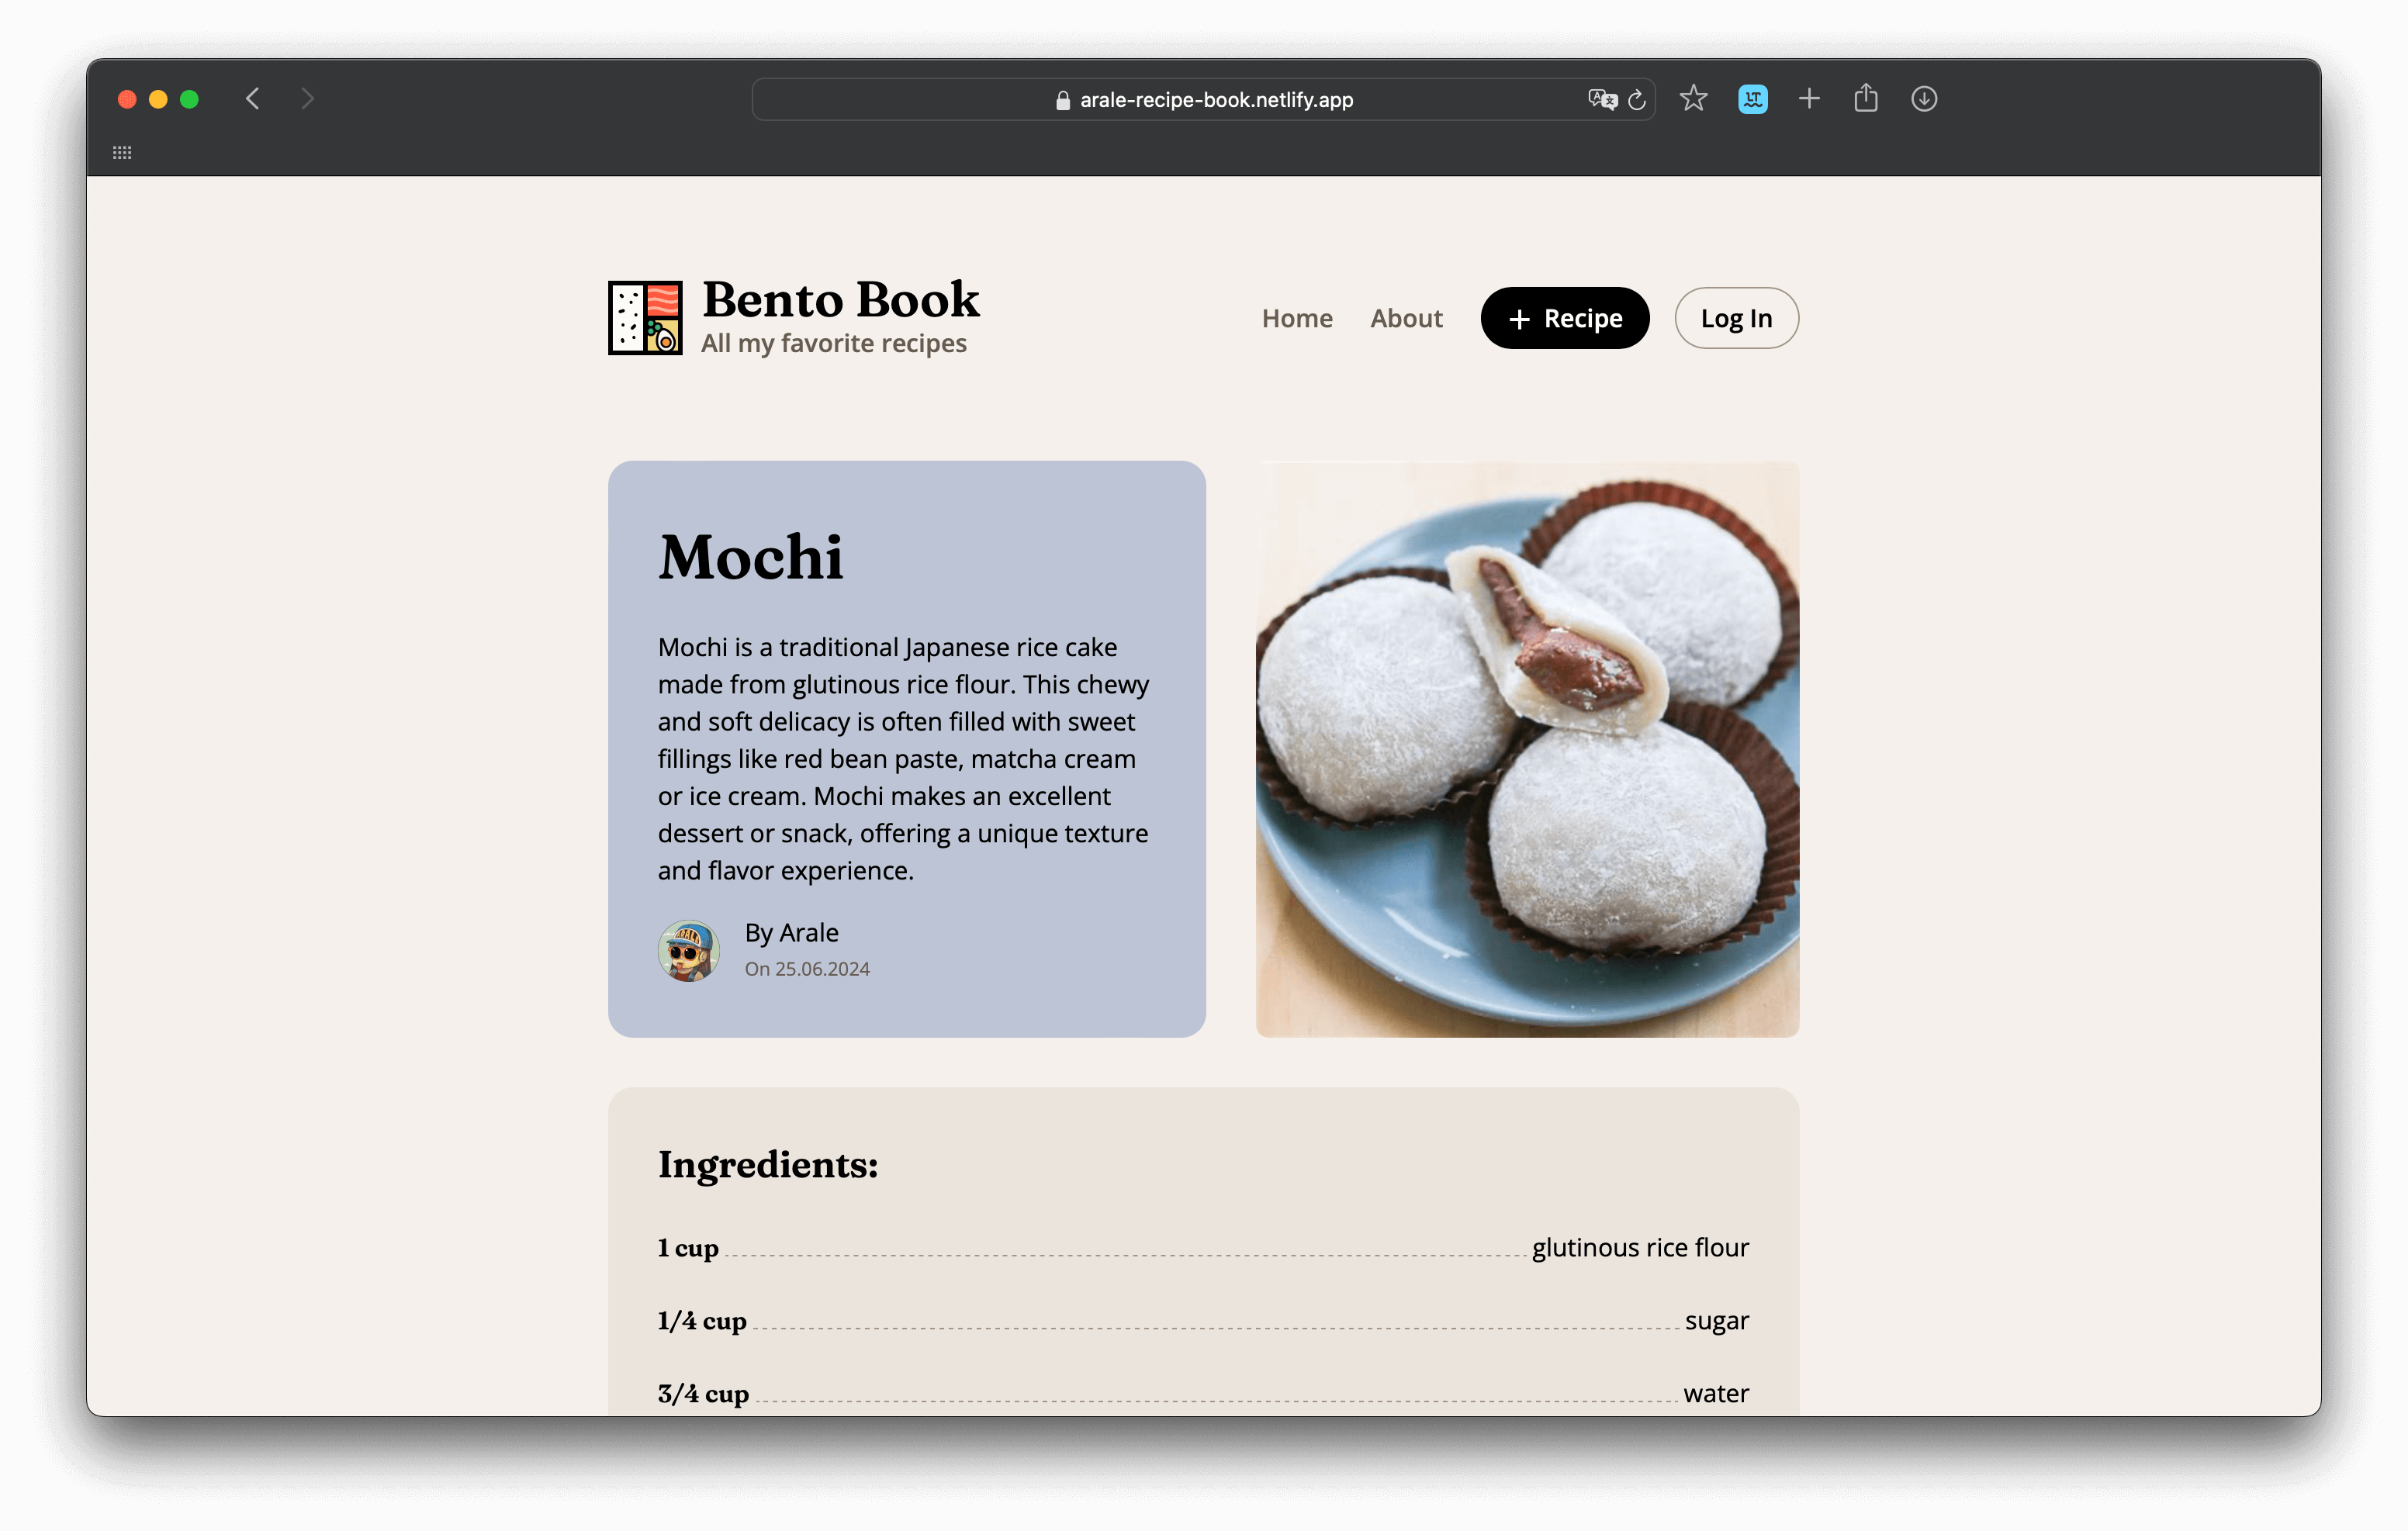 arale-recipe-book.netlify.app
Bento Book
All my favorite recipes
Home
About
+ Recipe
Log In
Mochi
Mochi is a traditional Japanese rice cake
made from glutinous rice flour. This chewy
and soft delicacy is often filled with sweet
fillings like red bean paste, matcha cream
or ice cream. Mochi makes an excellent
dessert or snack, offering a unique texture
and flavor experience.
ARALE
By Arale
On 25.06.2024
Ingredients:
1 cup glutinous rice flour
1/4 cup sugar
3/4 cup water